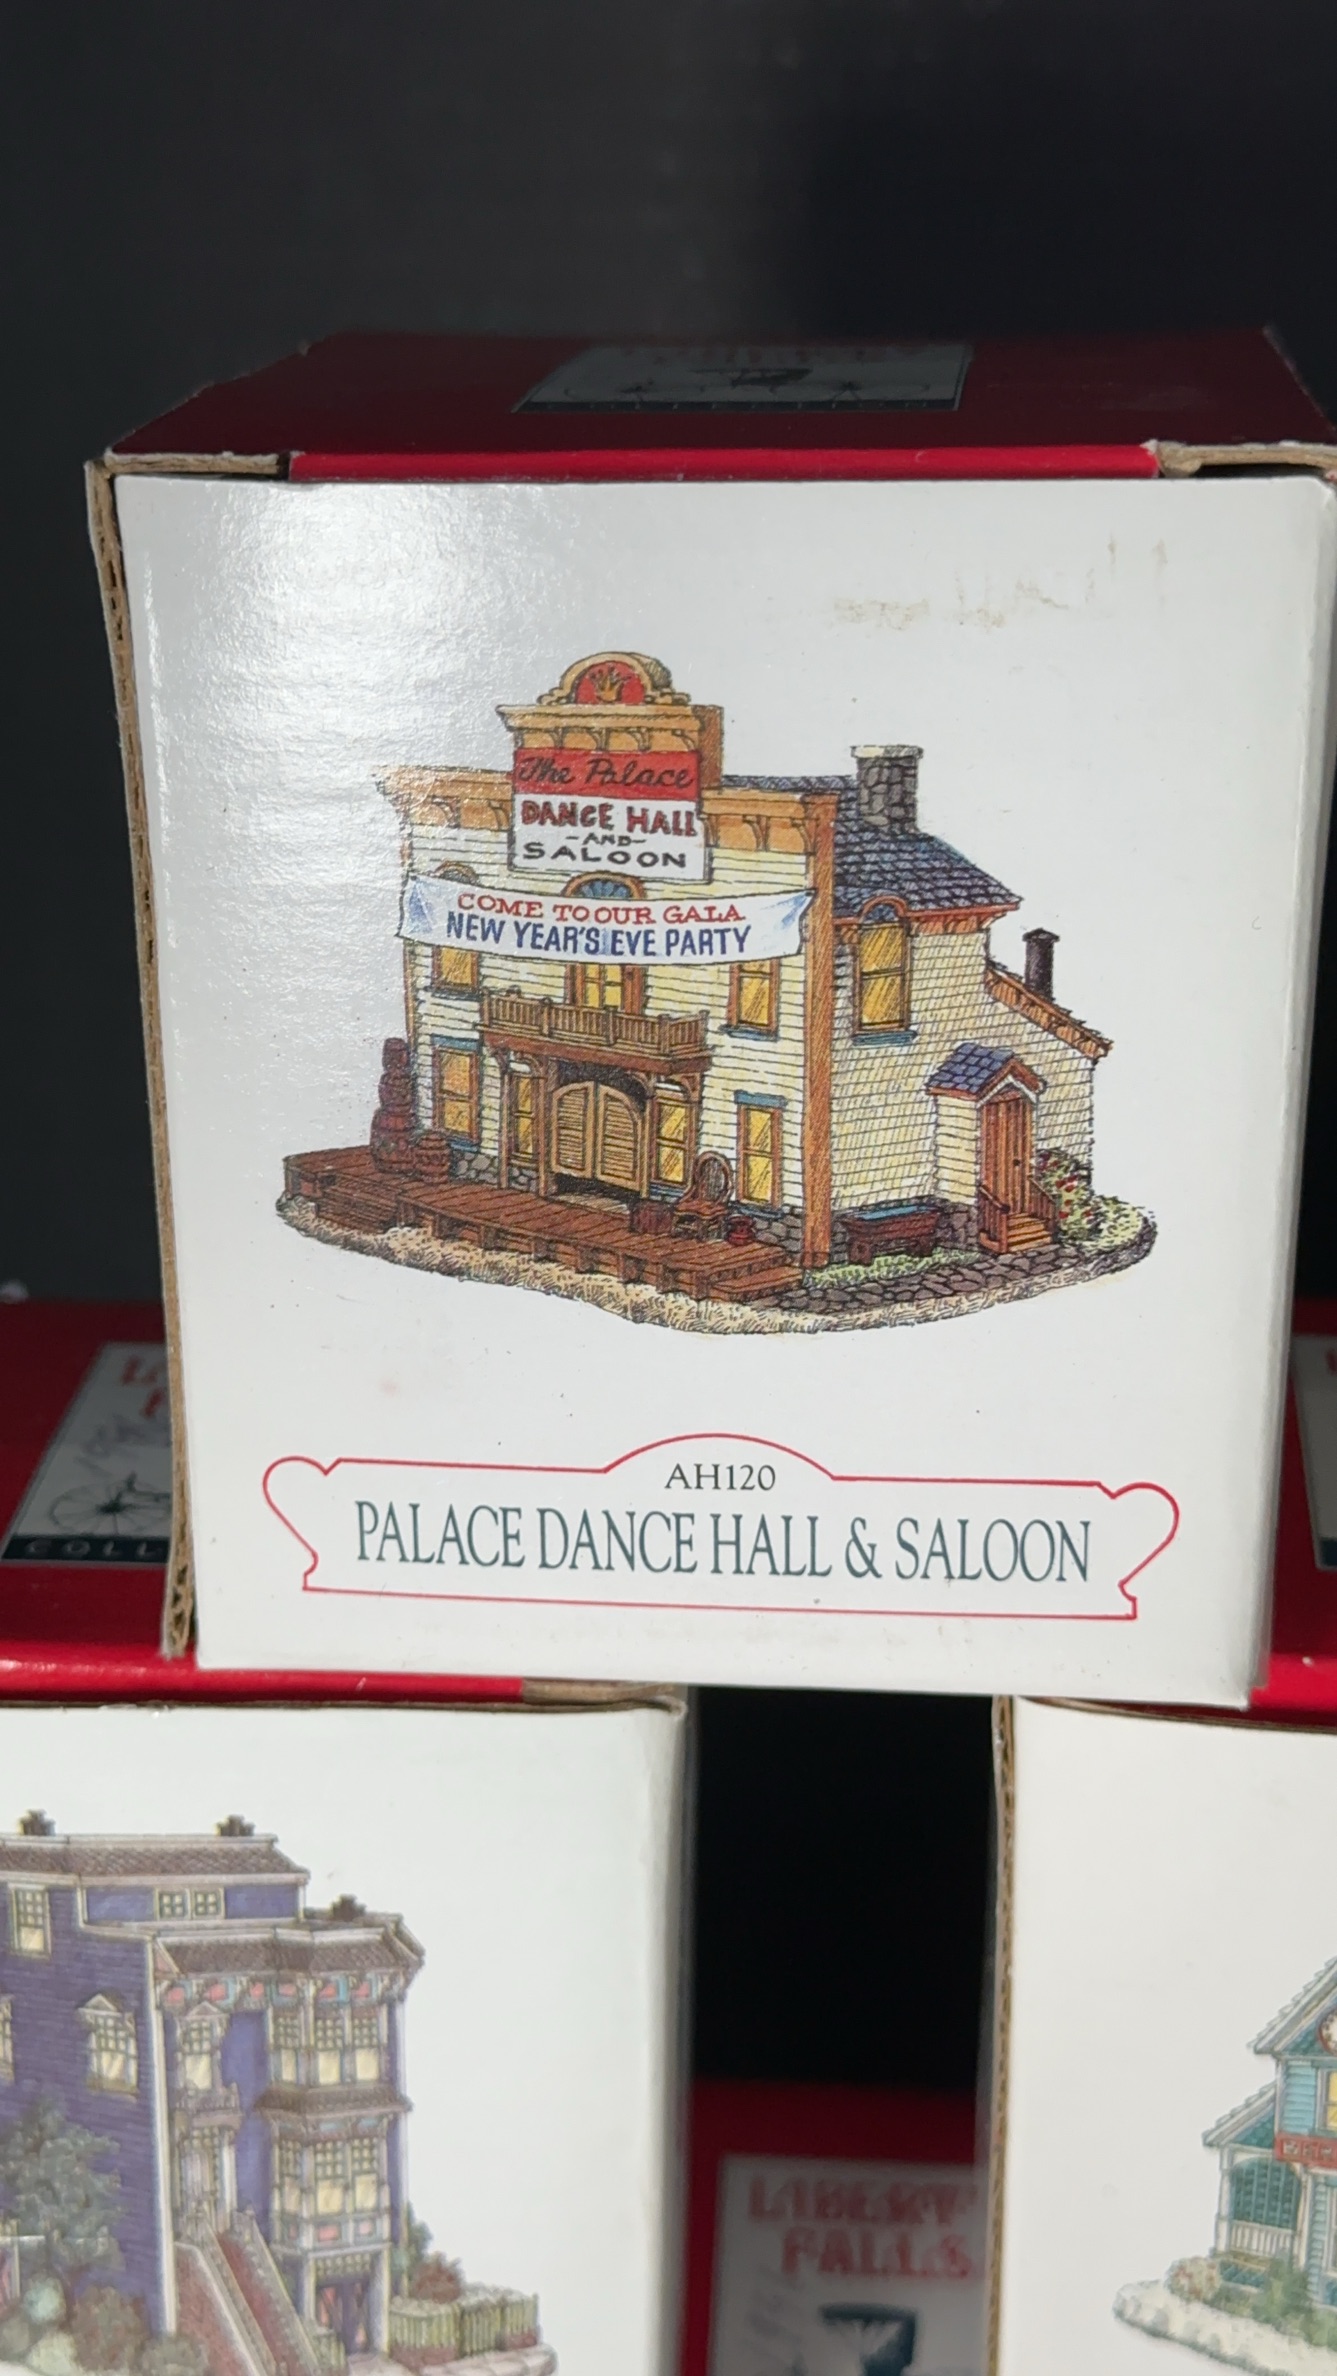 The Palace
DANCE HALL
-AND-
SALOON
COME TO OUR GALA
NEW YEAR'S EVE PARTY
AH120
PALACE DANCE HALL & SALOON
COLL
LIBERTY
FALLS